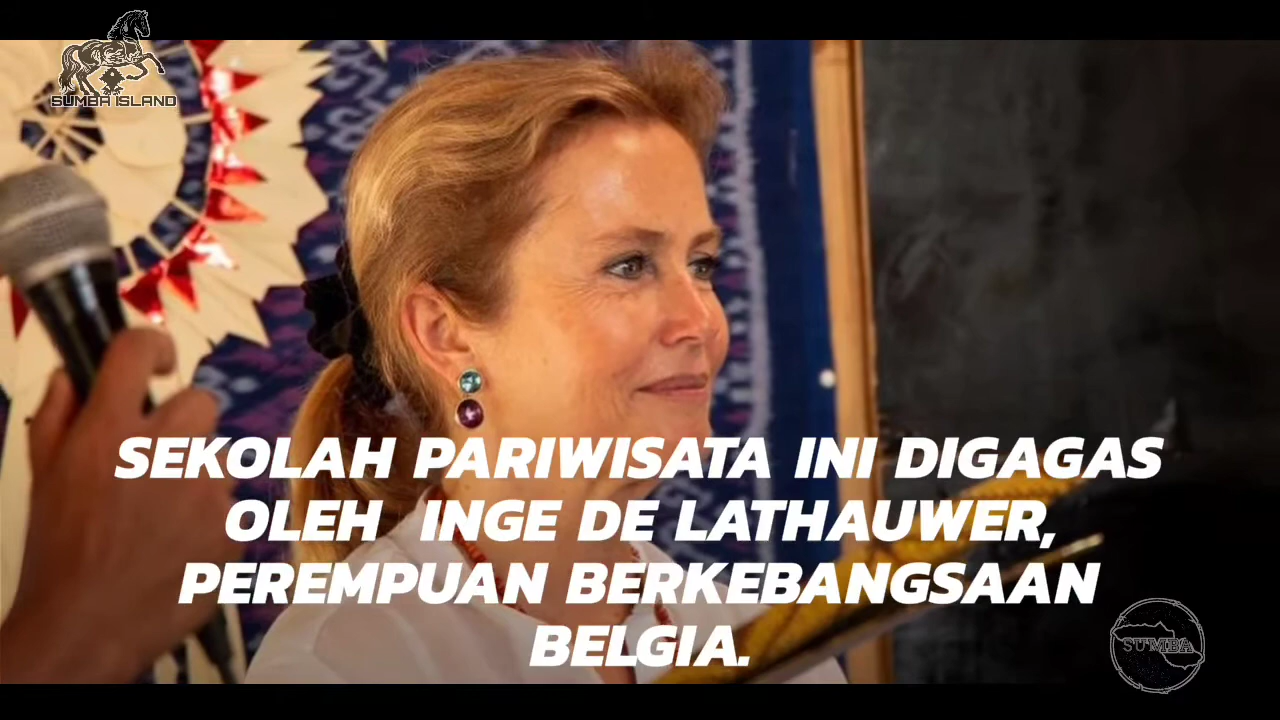 SUMBA ISLAND
SEKOLAH PARIWISATA INI DIGAGAS
OLEH INGE DE LATHAUWER,
PEREMPUAN BERKEBANGSAAN
BELGIA.
SUMBA